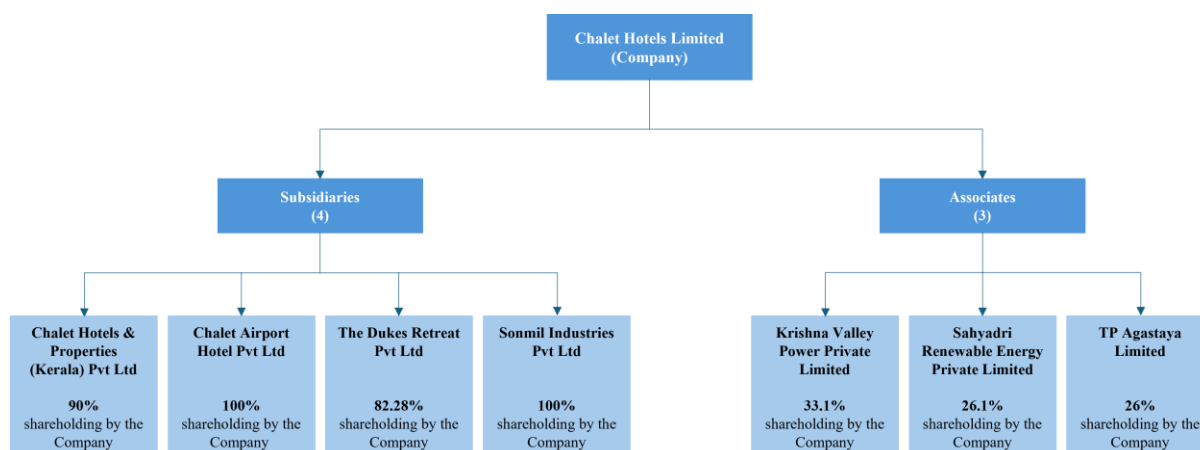 Chalet Hotels Limited
(Company)
Subsidiaries
(4)
Associates
(3)
Chalet Hotels &
Properties
(Kerala) Pvt Ltd
90%
shareholding by the
Company
Chalet Airport
Hotel Pvt Ltd
100%
shareholding by the
Company
The Dukes Retreat
Pvt Ltd
82.28%
shareholding by the
Company
Sonmil Industries
Pvt Ltd
100%
shareholding by the
Company
Krishna Valley
Power Private
Limited
33.1%
shareholding by the
Company
Sahyadri
Renewable Energy
Private Limited
26.1%
shareholding by the
Company
TP Agastaya
Limited
26%
shareholding by the
Company